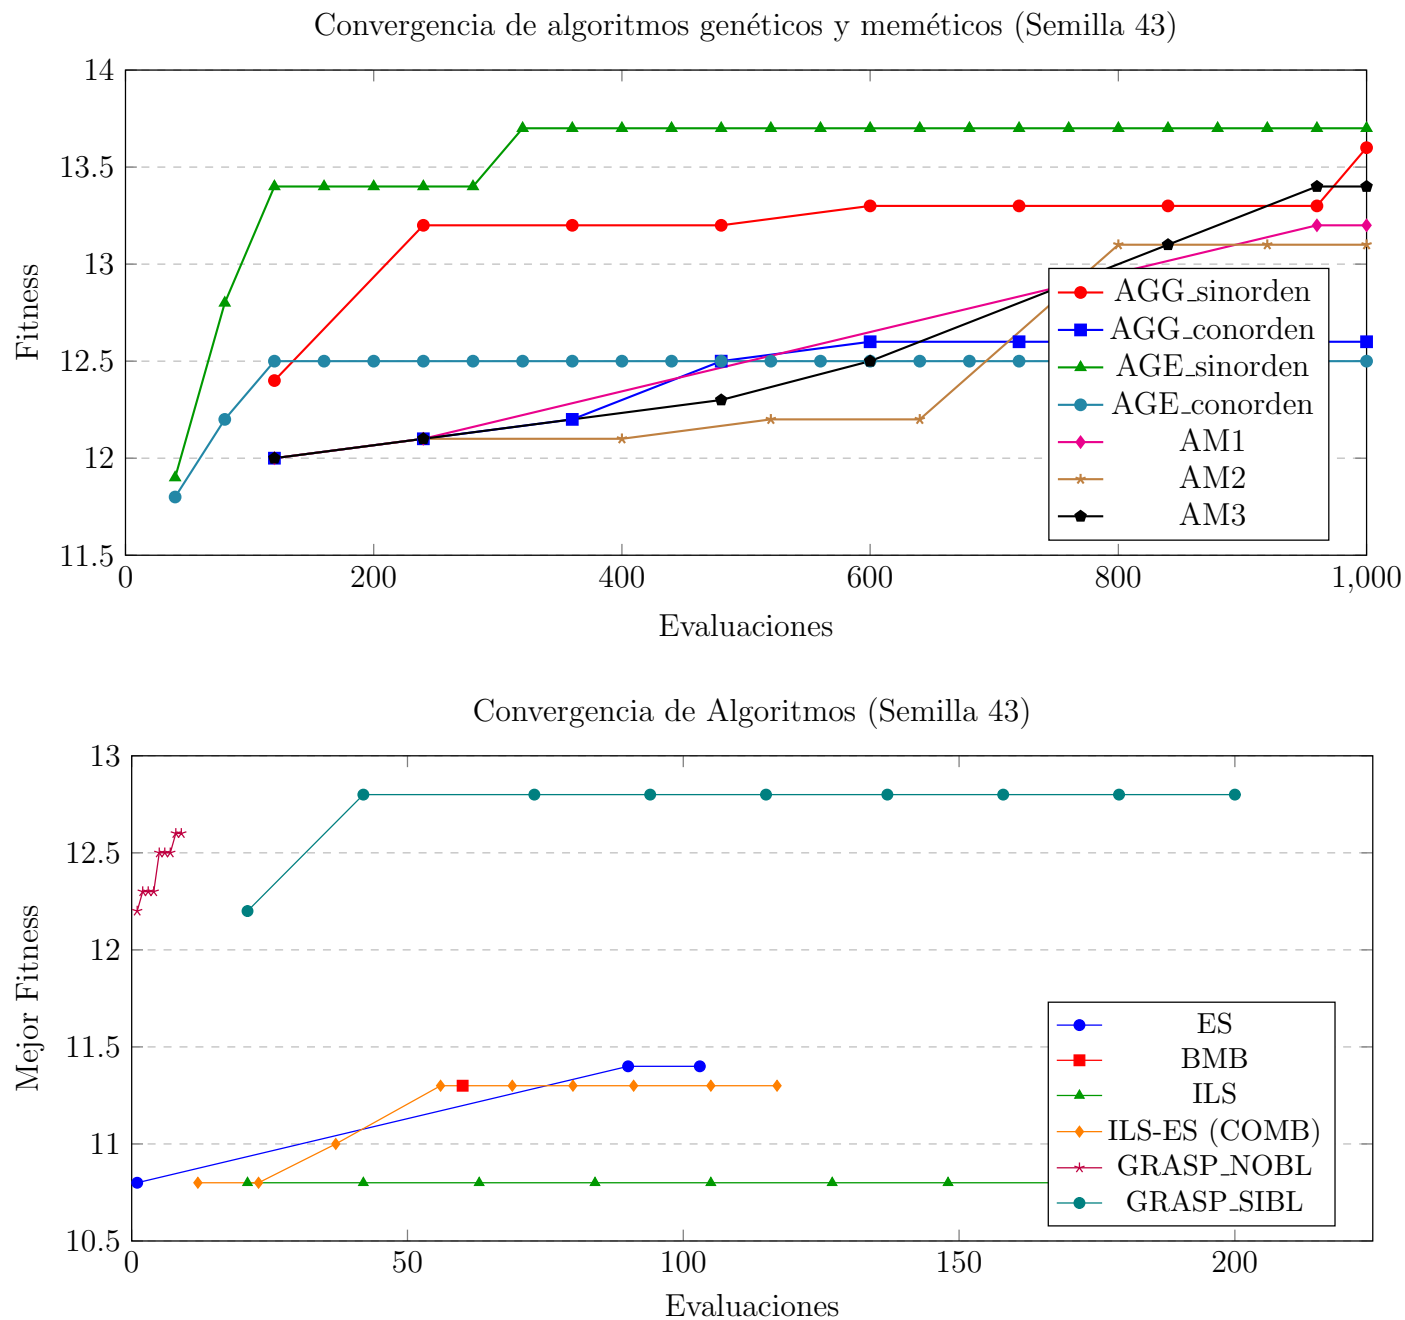 Convergencia de algoritmos genéticos y meméticos (Semilla 43)
14
13.5
13
12.5
12
11.5
Fitness
0 200 400 600 800 1,000
Evaluaciones
AGG_sinorden
AGG_conorden
AGE_sinorden
AGE_conorden
AM1
AM2
AM3
Convergencia de Algoritmos (Semilla 43)
13
12.5
12
11.5
11
10.5
Mejor Fitness
0 50 100 150 200
Evaluaciones
ES
BMB
ILS
ILS-ES (COMB)
GRASP_NOBL
GRASP_SIBL